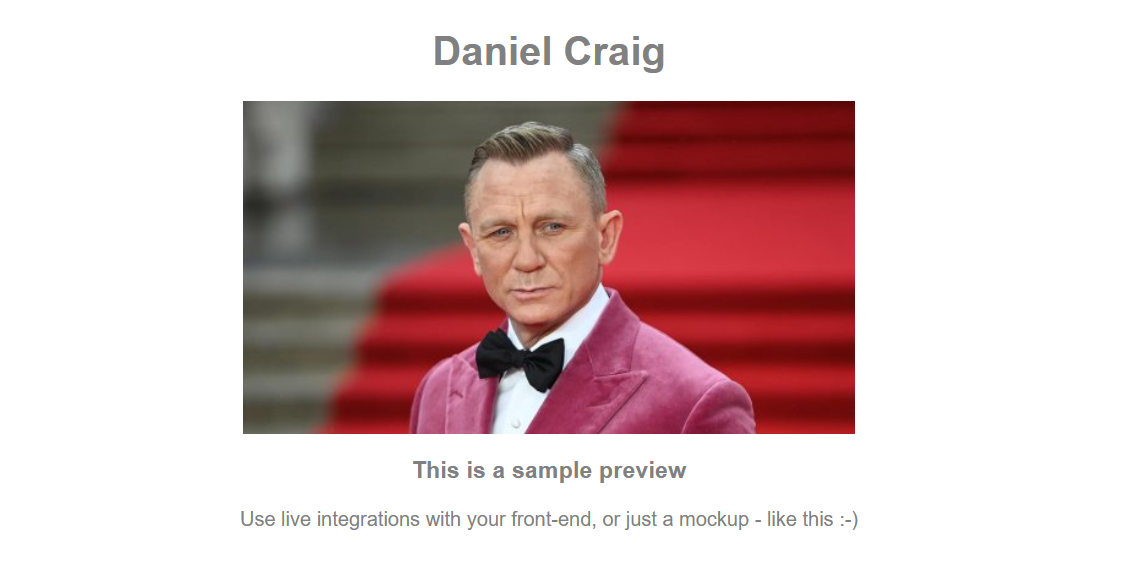 Daniel Craig
This is a sample preview
Use live integrations with your front-end, or just a mockup - like this :-)